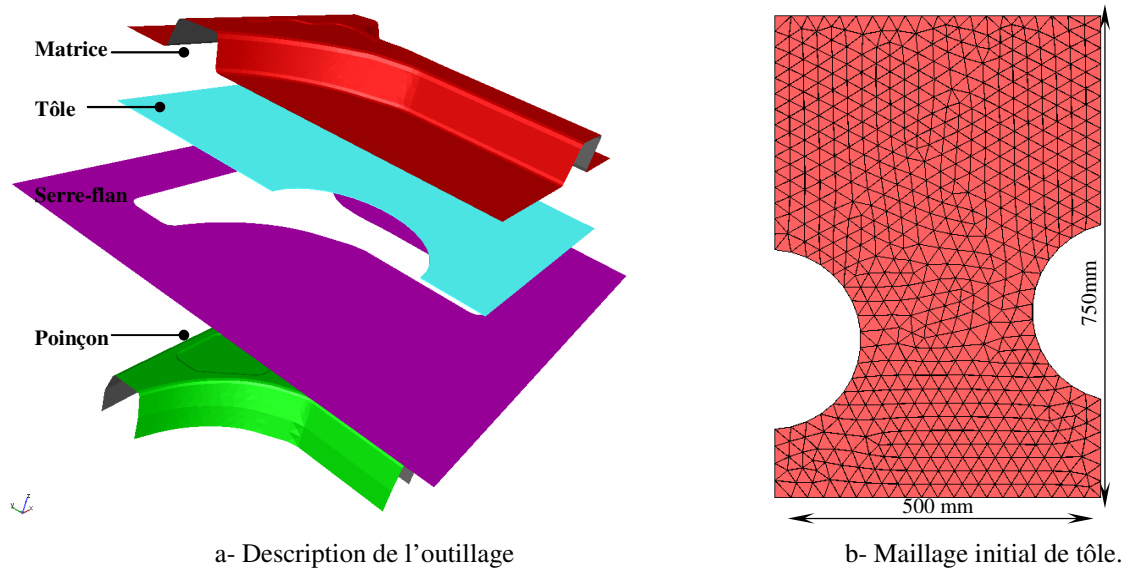 Matrice
Tôle
Serre-flan
Poinçon
750mm
500 mm
a- Description de l’outillage
b- Maillage initial de tôle.